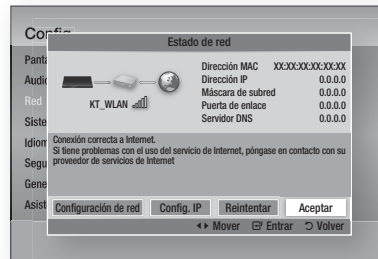 Config
Estado de red
Panta
Audio
Red
Siste
Idiom
Segu
Gene
Asist
KT_WLAN
Dirección MAC XX:XX:XX:XX:XX:XX
Dirección IP 0.0.0.0
Máscara de subred 0.0.0.0
Puerta de enlace 0.0.0.0
Servidor DNS 0.0.0.0
Conexión correcta a Internet.
Si tiene problemas con el uso del servicio de Internet, póngase en contacto con su
proveedor de servicios de Internet
Configuración de red Config. IP Reintentar Aceptar
Mover Entrar Volver